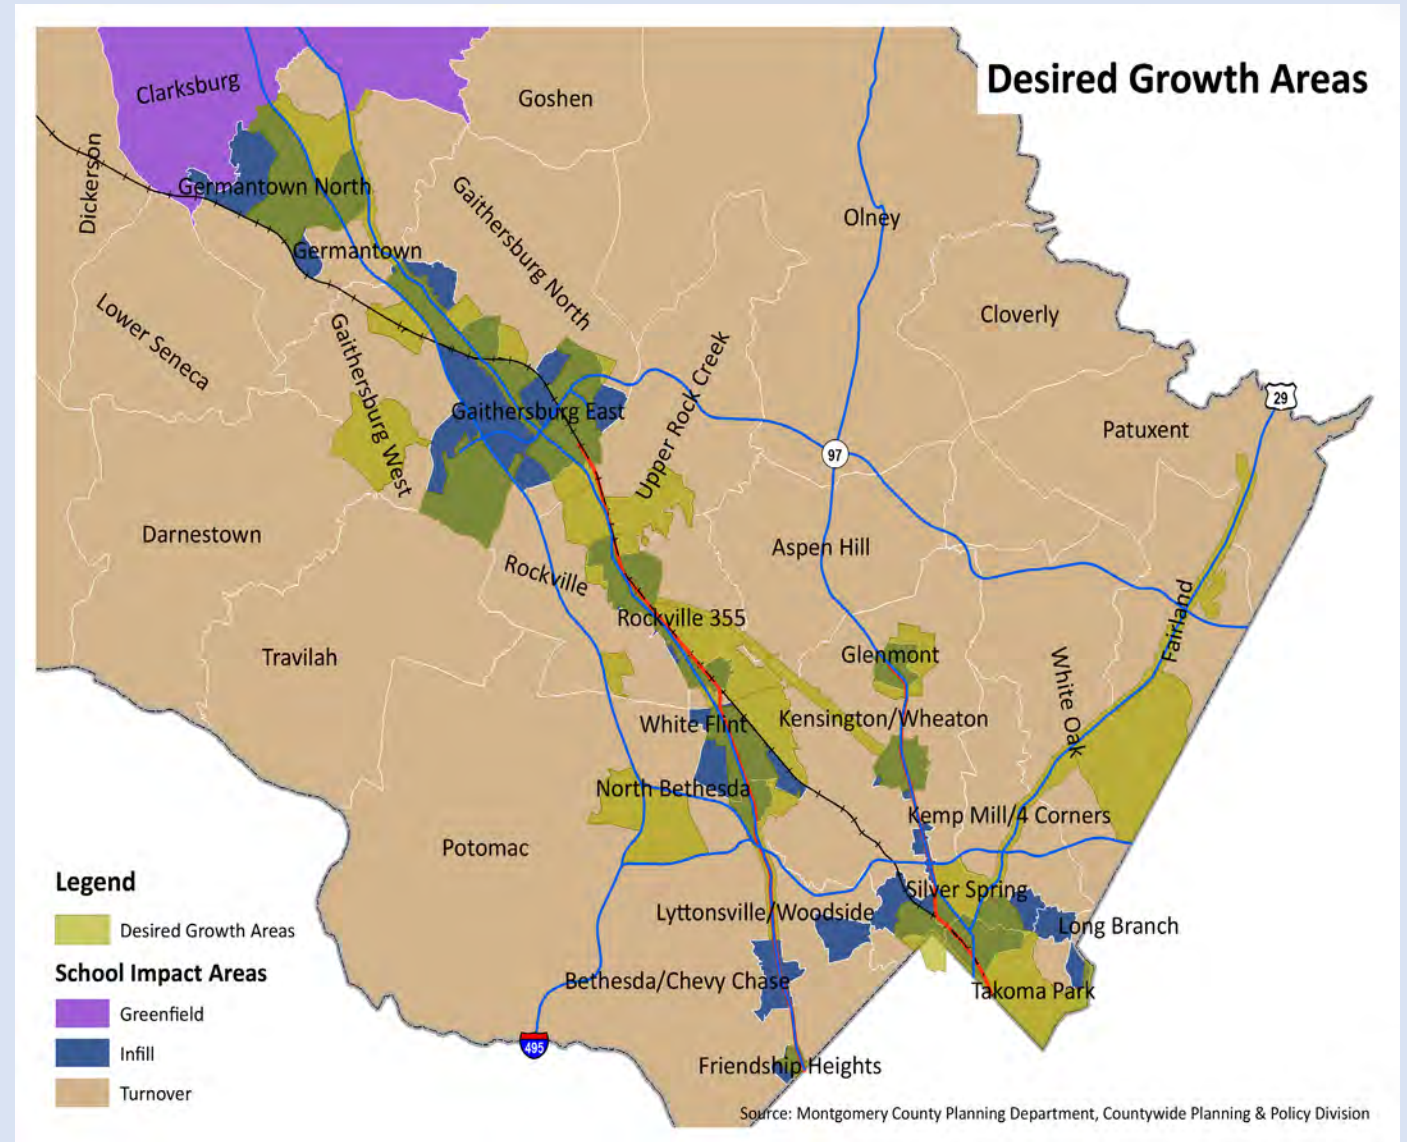 Desired Growth Areas
Clarksburg
Goshen
Dickerson
Germantown North
Gaithersburg North
Olney
Germantown
Lower Seneca
Cloverly
Gaithersburg West
Upper Rock Creek
29
Gaithersburg East
Patuxent
97
Darnestown
Aspen Hill
Rockville
Rockville 355
Fairland
Travilah
Glenmont
White Oak
White Flint
Kensington/Wheaton
North Bethesda
Kemp Mill/4 Corners
Potomac
Silver Spring
Lyttonsville/Woodside
Long Branch
Bethesda/Chevy Chase
Takoma Park
495
Friendship Heights
Legend
Desired Growth Areas
School Impact Areas
Greenfield
Infill
Turnover
Source: Montgomery County Planning Department, Countywide Planning & Policy Division